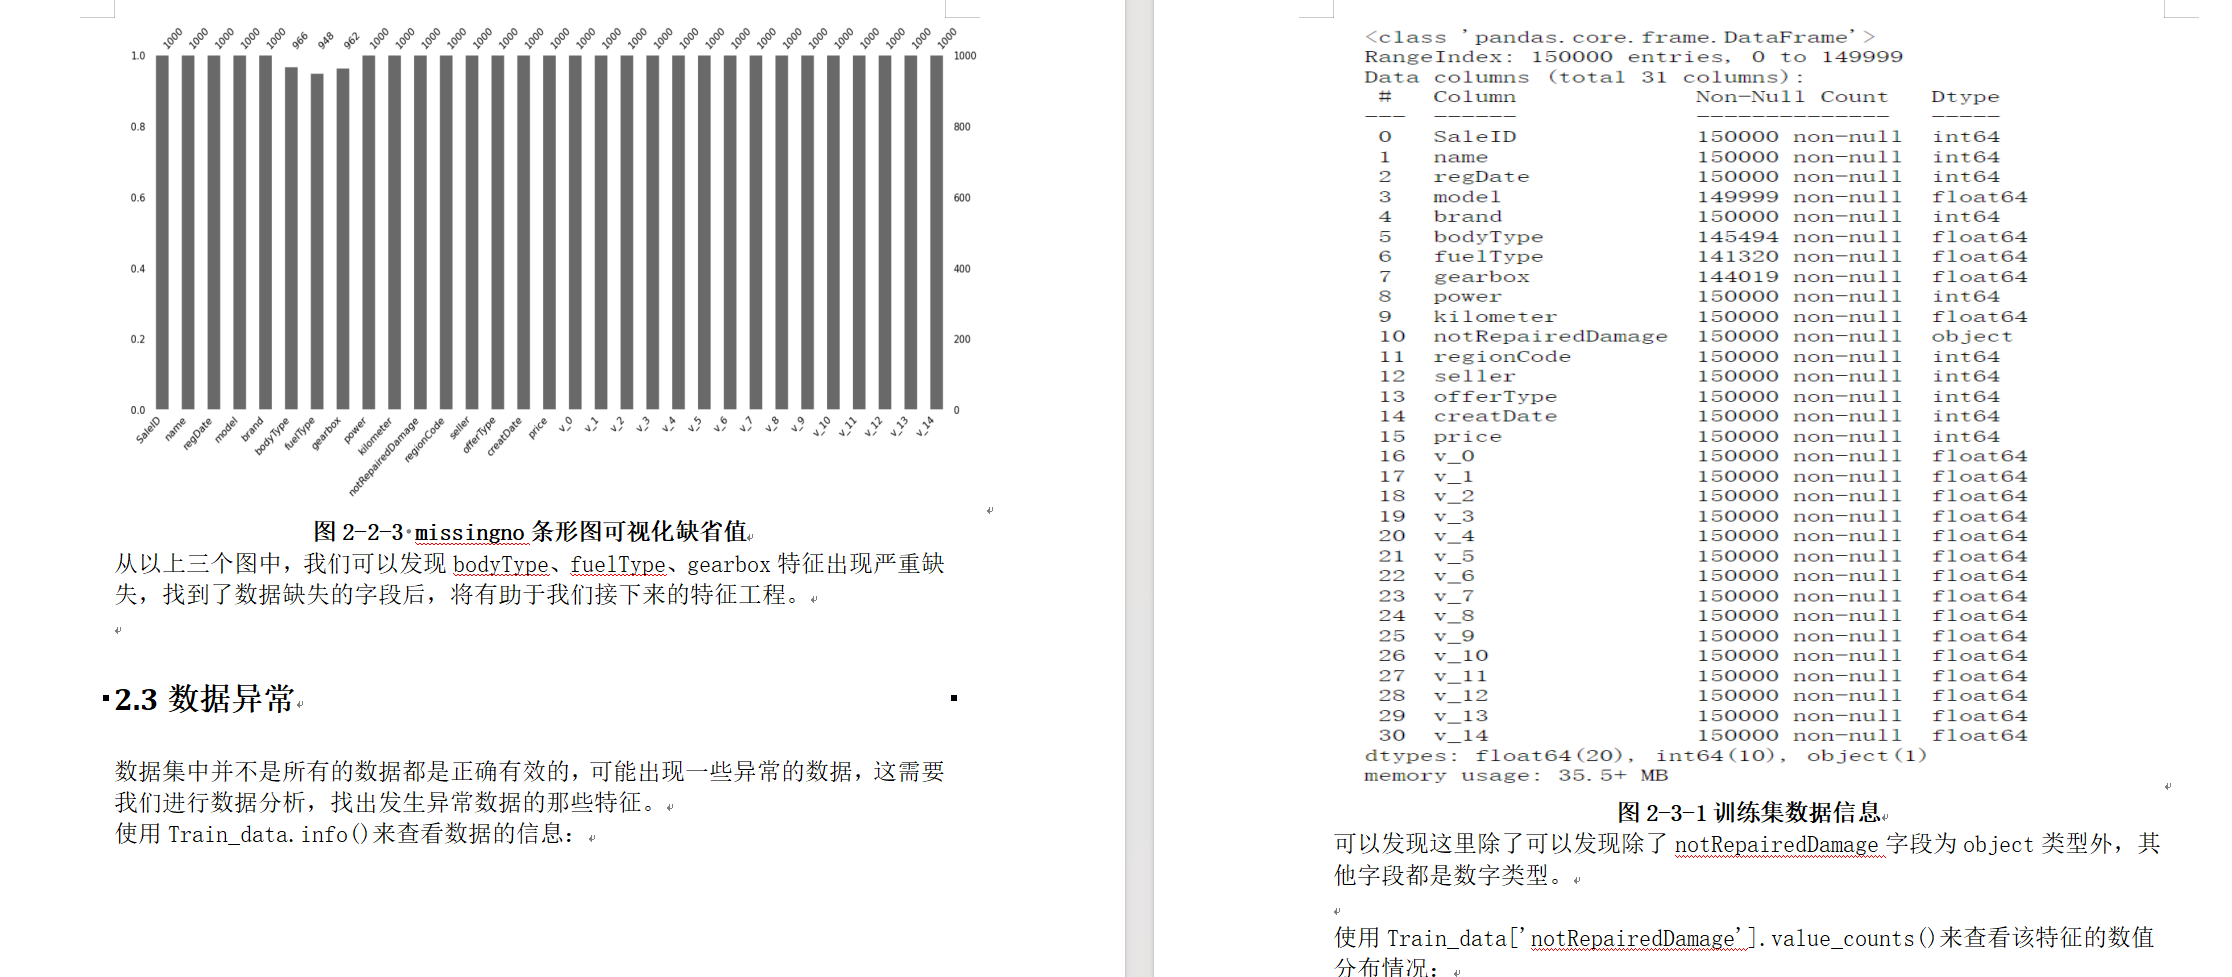 1000 1000 1000 1000 1000 966 948 962 1000 1000 1000 1000 1000 1000 1000 1000 1000 1000 1000 1000 1000 1000 1000 1000 1000 1000 1000 1000 1000 1000 1000
1.0 1000
0.8 800
0.6 600
0.4 400
0.2 200
0.0 0
SaleID name regDate model brand bodyType fuelType gearbox power kilometer notRepairedDamage regionCode seller offerType creatDate price v_0 v_1 v_2 v_3 v_4 v_5 v_6 v_7 v_8 v_9 v_10 v_11 v_12 v_13 v_14
图 2-2-3 missingno 条形图可视化缺省值
从以上三个图中，我们可以发现 bodyType、fuelType、gearbox 特征出现严重缺
失，找到了数据缺失的字段后，将有助于我们接下来的特征工程。
2.3 数据异常
数据集中并不是所有的数据都是正确有效的，可能出现一些异常的数据，这需要
我们进行数据分析，找出发生异常数据的那些特征。
使用 Train_data.info()来查看数据的信息：
<class 'pandas.core.frame.DataFrame'>
RangeIndex: 150000 entries, 0 to 149999
Data columns (total 31 columns):
# Column Non-Null Count Dtype
--- ------ -------------- -----
0 SaleID 150000 non-null int64
1 name 150000 non-null int64
2 regDate 150000 non-null int64
3 model 149999 non-null float64
4 brand 150000 non-null int64
5 bodyType 145494 non-null float64
6 fuelType 141320 non-null float64
7 gearbox 144019 non-null float64
8 power 150000 non-null int64
9 kilometer 150000 non-null float64
10 notRepairedDamage 150000 non-null object
11 regionCode 150000 non-null int64
12 seller 150000 non-null int64
13 offerType 150000 non-null int64
14 creatDate 150000 non-null int64
15 price 150000 non-null int64
16 v_0 150000 non-null float64
17 v_1 150000 non-null float64
18 v_2 150000 non-null float64
19 v_3 150000 non-null float64
20 v_4 150000 non-null float64
21 v_5 150000 non-null float64
22 v_6 150000 non-null float64
23 v_7 150000 non-null float64
24 v_8 150000 non-null float64
25 v_9 150000 non-null float64
26 v_10 150000 non-null float64
27 v_11 150000 non-null float64
28 v_12 150000 non-null float64
29 v_13 150000 non-null float64
30 v_14 150000 non-null float64
dtypes: float64(20), int64(10), object(1)
memory usage: 35.5+ MB
图 2-3-1 训练集数据信息
可以发现这里除了可以发现除了 notRepairedDamage 字段为 object 类型外，其
他字段都是数字类型。
使用 Train_data['notRepairedDamage'].value_counts()来查看该特征的数值
分布情况：